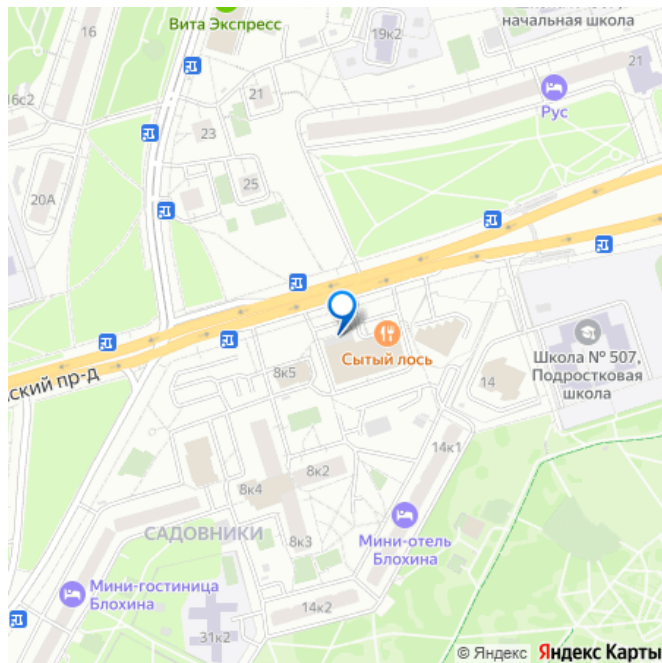 16
Вита Экспресс
19к2
начальная школа
21
21
Рус
16с2
23
25
20А
ский пр-д
Сытый лось
8к5
14
Школа № 507,
Подростковая
школа
14к1
8к2
8к4
САДОВНИКИ
8к3
Мини-отель
Блохина
Мини-гостиница
Блохина
14к2
31к2
© Яндекс Яндекс Карты